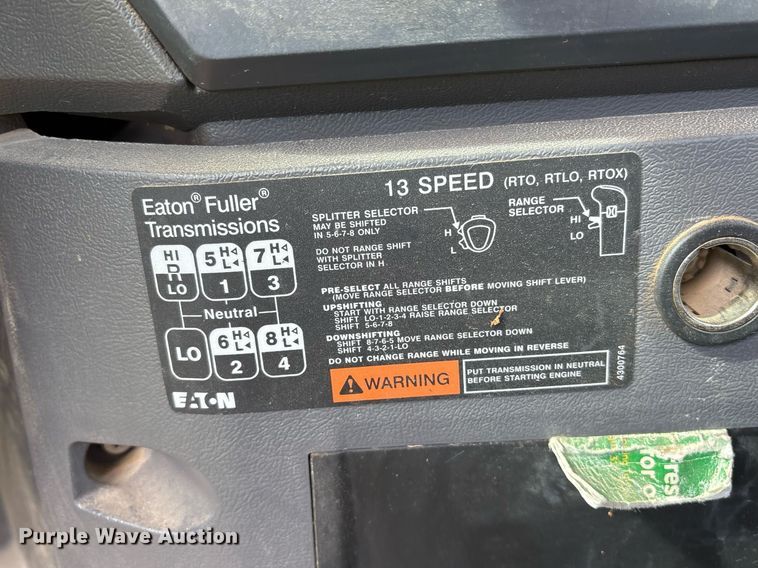 Eaton® Fuller®
Transmissions
13 SPEED (RTO, RTLO, RTOX)
SPLITTER SELECTOR
MAY BE SHIFTED
IN 5-6-7-8 ONLY
H
L
RANGE
SELECTOR
HI
LO
DO NOT RANGE SHIFT
WITH SPLITTER
SELECTOR IN H
HI
R
LO
5 H
L
1
7 H
L
3
Neutral
LO
6 H
L
2
8 H
L
4
PRE-SELECT ALL RANGE SHIFTS
(MOVE RANGE SELECTOR BEFORE MOVING SHIFT LEVER)
UPSHIFTING
START WITH RANGE SELECTOR DOWN
SHIFT LO-1-2-3-4 RAISE RANGE SELECTOR
SHIFT 5-6-7-8
DOWNSHIFTING
SHIFT 8-7-6-5 MOVE RANGE SELECTOR DOWN
SHIFT 4-3-2-1-LO
DO NOT CHANGE RANGE WHILE MOVING IN REVERSE
WARNING
PUT TRANSMISSION IN NEUTRAL
BEFORE STARTING ENGINE
4300764
EATON
res
for o
Purple Wave Auction